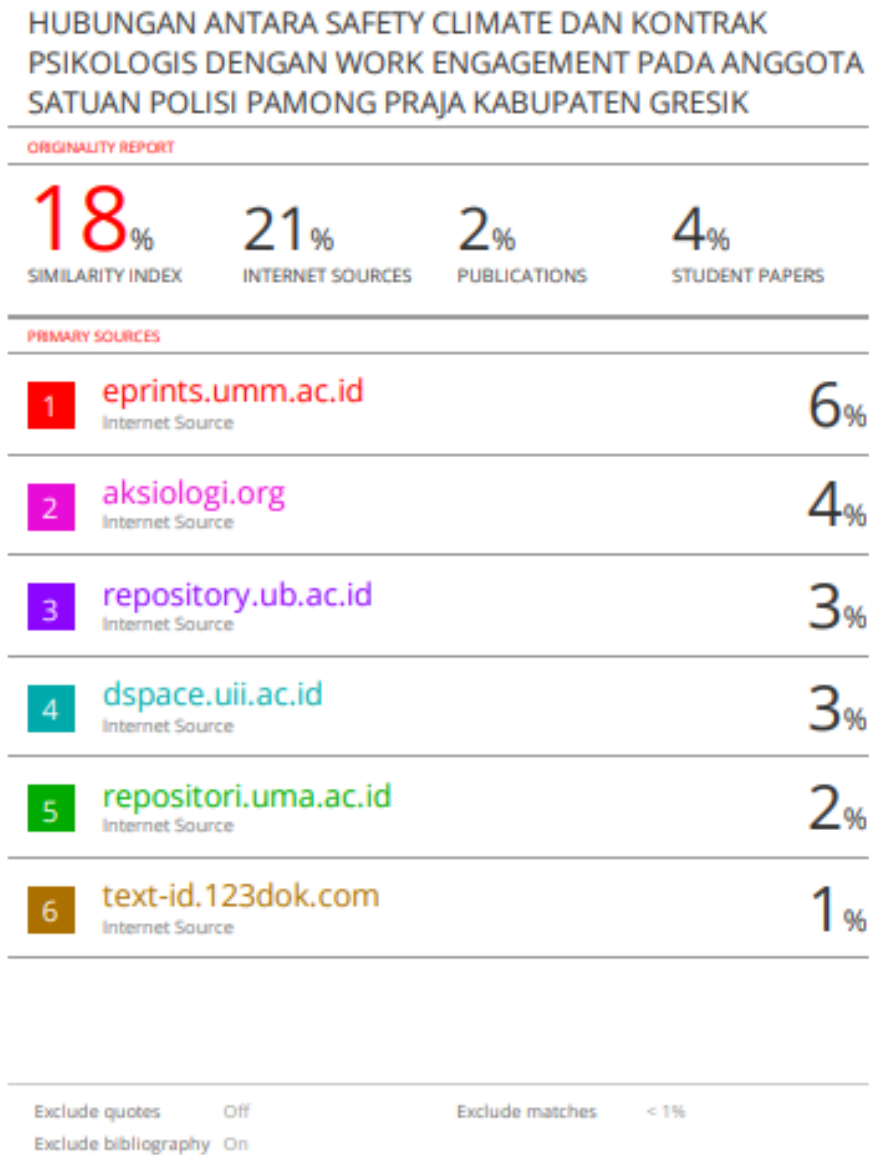 HUBUNGAN ANTARA SAFETY CLIMATE DAN KONTRAK
PSIKOLOGIS DENGAN WORK ENGAGEMENT PADA ANGGOTA
SATUAN POLISI PAMONG PRAJA KABUPATEN GRESIK
ORIGINALITY REPORT
18% 21% 2% 4%
SIMILARITY INDEX INTERNET SOURCES PUBLICATIONS STUDENT PAPERS
PRIMARY SOURCES
1 eprints.umm.ac.id 6%
Internet Source
2 aksiologi.org 4%
Internet Source
3 repository.ub.ac.id 3%
Internet Source
4 dspace.uii.ac.id 3%
Internet Source
5 repositori.uma.ac.id 2%
Internet Source
6 text-id.123dok.com 1%
Internet Source
Exclude quotes Off Exclude matches < 1%
Exclude bibliography On